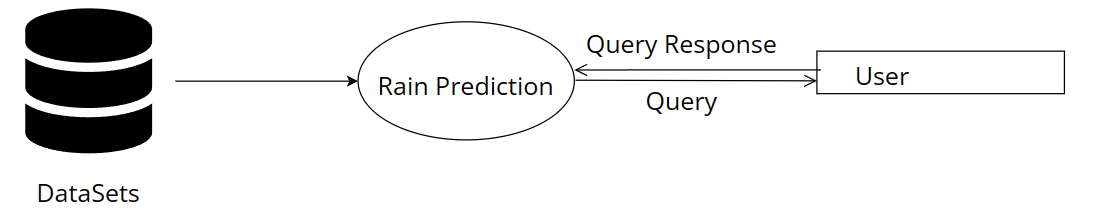 Query Response
Rain Prediction
User
Query
DataSets